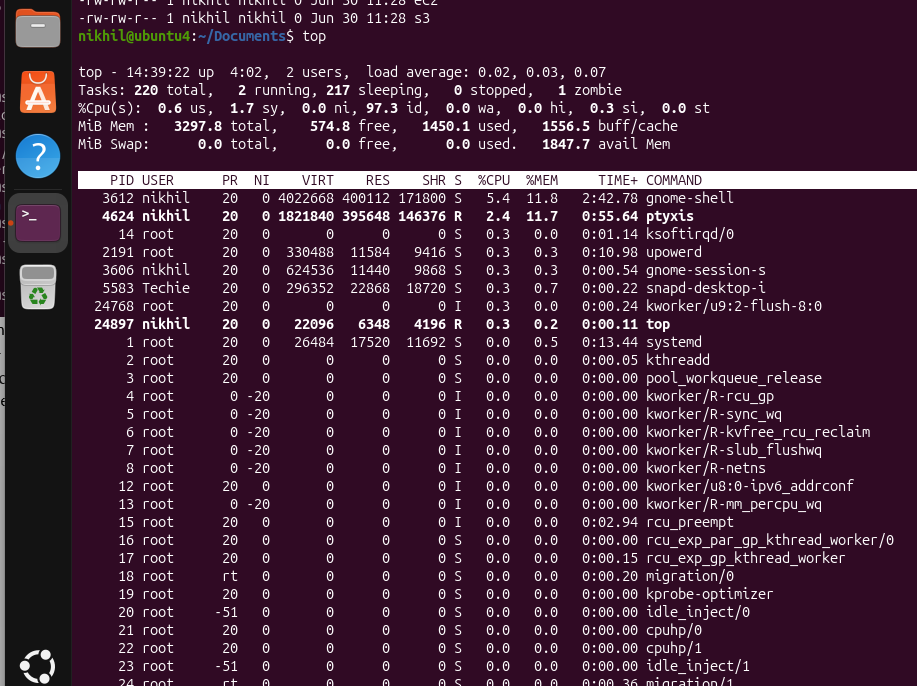 -rw-rw-r-- 1 nikhil nikhil 0 Jun 30 11:28 ec2
-rw-rw-r-- 1 nikhil nikhil 0 Jun 30 11:28 s3
nikhil@ubuntu4:~/Documents$ top
top - 14:39:22 up  4:02,  2 users,  load average: 0.02, 0.03, 0.07
Tasks: 220 total,   2 running, 217 sleeping,   0 stopped,   1 zombie
%Cpu(s):  0.6 us,  1.7 sy,  0.0 ni, 97.3 id,  0.0 wa,  0.0 hi,  0.3 si,  0.0 st
MiB Mem :   3297.8 total,    574.8 free,   1450.1 used,   1556.5 buff/cache
MiB Swap:      0.0 total,      0.0 free,      0.0 used.   1847.7 avail Mem
PID USER      PR  NI    VIRT    RES    SHR S  %CPU  %MEM     TIME+ COMMAND
3612 nikhil    20   0 4022668 400112 171800 S   5.4  11.8   2:42.78 gnome-shell
4624 nikhil    20   0 1821840 395648 146376 R   2.4  11.7   0:55.64 ptyxis
14 root      20   0       0      0      0 S   0.3   0.0   0:01.14 ksoftirqd/0
2191 root      20   0  330488  11584   9416 S   0.3   0.3   0:10.98 upowerd
3606 nikhil    20   0  624536  11440   9868 S   0.3   0.3   0:00.54 gnome-session-s
5583 Techie    20   0  296352  22868  18720 S   0.3   0.7   0:00.22 snapd-desktop-i
24768 root      20   0       0      0      0 I   0.3   0.0   0:00.24 kworker/u9:2-flush-8:0
24897 nikhil    20   0   22096   6348   4196 R   0.3   0.2   0:00.11 top
1 root      20   0   26484  17520  11692 S   0.0   0.5   0:13.44 systemd
2 root      20   0       0      0      0 S   0.0   0.0   0:00.05 kthreadd
3 root      20   0       0      0      0 S   0.0   0.0   0:00.00 pool_workqueue_release
4 root       0 -20       0      0      0 I   0.0   0.0   0:00.00 kworker/R-rcu_gp
5 root       0 -20       0      0      0 I   0.0   0.0   0:00.00 kworker/R-sync_wq
6 root       0 -20       0      0      0 I   0.0   0.0   0:00.00 kworker/R-kvfree_rcu_reclaim
7 root       0 -20       0      0      0 I   0.0   0.0   0:00.00 kworker/R-slub_flushwq
8 root       0 -20       0      0      0 I   0.0   0.0   0:00.00 kworker/R-netns
12 root      20   0       0      0      0 I   0.0   0.0   0:00.00 kworker/u8:0-ipv6_addrconf
13 root       0 -20       0      0      0 I   0.0   0.0   0:00.00 kworker/R-mm_percpu_wq
15 root      20   0       0      0      0 I   0.0   0.0   0:02.94 rcu_preempt
16 root      20   0       0      0      0 S   0.0   0.0   0:00.00 rcu_exp_par_gp_kthread_worker/0
17 root      20   0       0      0      0 S   0.0   0.0   0:00.15 rcu_exp_gp_kthread_worker
18 root      rt   0       0      0      0 S   0.0   0.0   0:00.20 migration/0
19 root      20   0       0      0      0 S   0.0   0.0   0:00.00 kprobe-optimizer
20 root     -51   0       0      0      0 S   0.0   0.0   0:00.00 idle_inject/0
21 root      20   0       0      0      0 S   0.0   0.0   0:00.00 cpuhp/0
22 root      20   0       0      0      0 S   0.0   0.0   0:00.00 cpuhp/1
23 root     -51   0       0      0      0 S   0.0   0.0   0:00.00 idle_inject/1
24 root      rt   0       0      0      0 S   0.0   0.0   0:00.36 migration/1